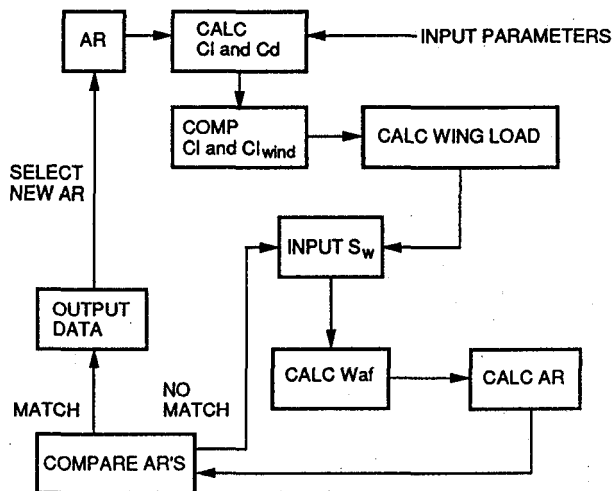 AR
CALC
Cl and Cd
INPUT PARAMETERS
COMP
Cl and Clwind
CALC WING LOAD
SELECT
NEW AR
INPUT Sw
OUTPUT
DATA
CALC Waf
CALC AR
MATCH
NO
MATCH
COMPARE AR'S